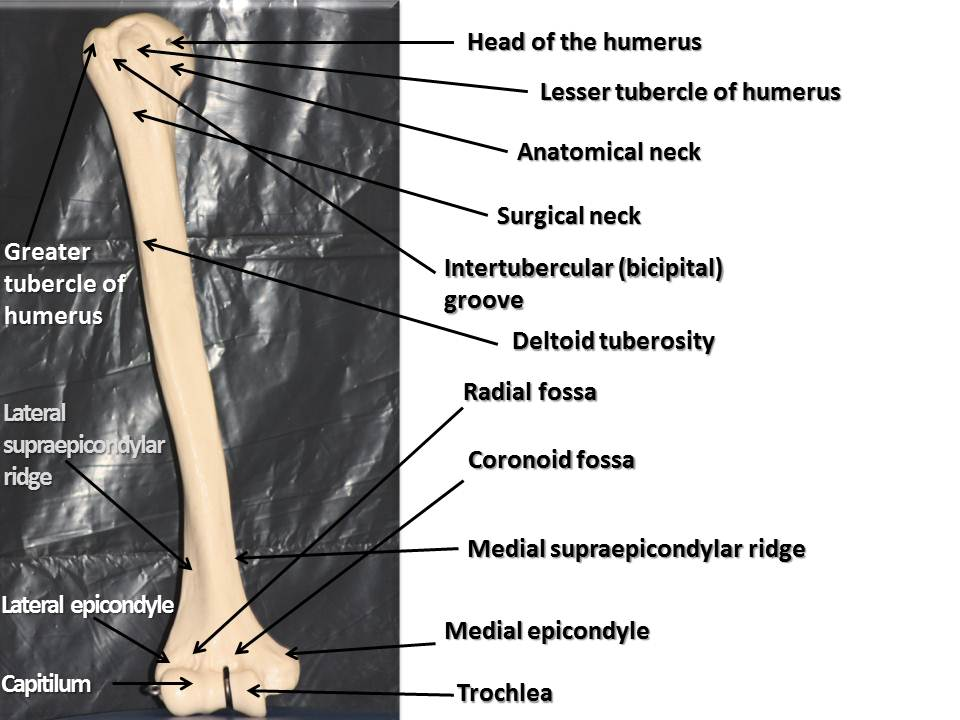 Head of the humerus
Lesser tubercle of humerus
Anatomical neck
Surgical neck
Greater
tubercle of
humerus
Intertubercular (bicipital)
groove
Deltoid tuberosity
Radial fossa
Lateral
supraepicondylar
ridge
Coronoid fossa
Medial supraepicondylar ridge
Lateral epicondyle
Medial epicondyle
Capitilum
Trochlea